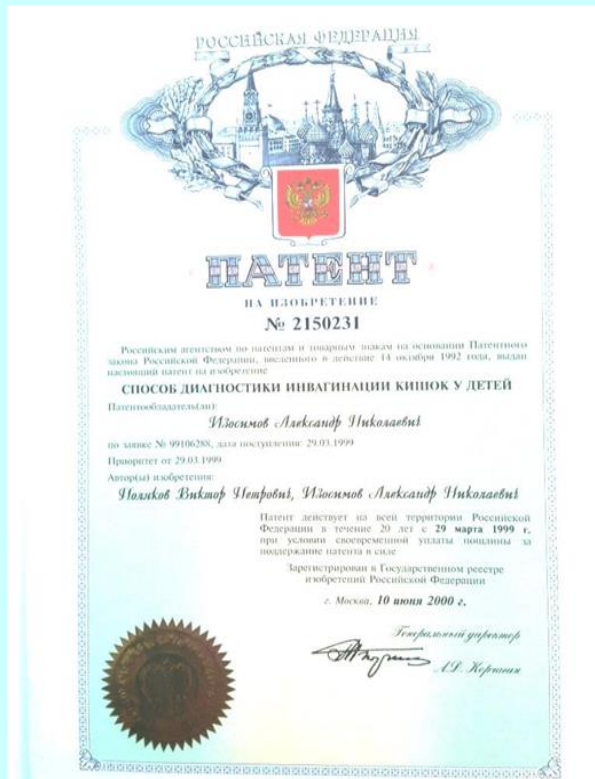 РОССИЙСКАЯ ФЕДЕРАЦИЯ
ПАТЕНТ
НА ИЗОБРЕТЕНИЕ
№ 2150231
Российским агентством по патентам и товарным знакам на основании Патентного
закона Российской Федерации, введенного в действие 14 октября 1992 года, выдан
настоящий патент на изобретение
СПОСОБ ДИАГНОСТИКИ ИНВАГИНАЦИИ КИШОК У ДЕТЕЙ
Патентообладатель(ли):
Изосимов Александр Николаевич
по заявке № 99106288, дата поступления: 29.03.1999
Приоритет от 29.03.1999
Автор(ы) изобретения:
Поляков Виктор Петрович, Изосимов Александр Николаевич
Патент действует на всей территории Российской
Федерации в течение 20 лет с 29 марта 1999 г.
при условии своевременной уплаты пошлины за
поддержание патента в силе
Зарегистрирован в Государственном реестре
изобретений Российской Федерации
г. Москва, 10 июня 2000 г.
Генеральный директор
А.Д. Корчагин